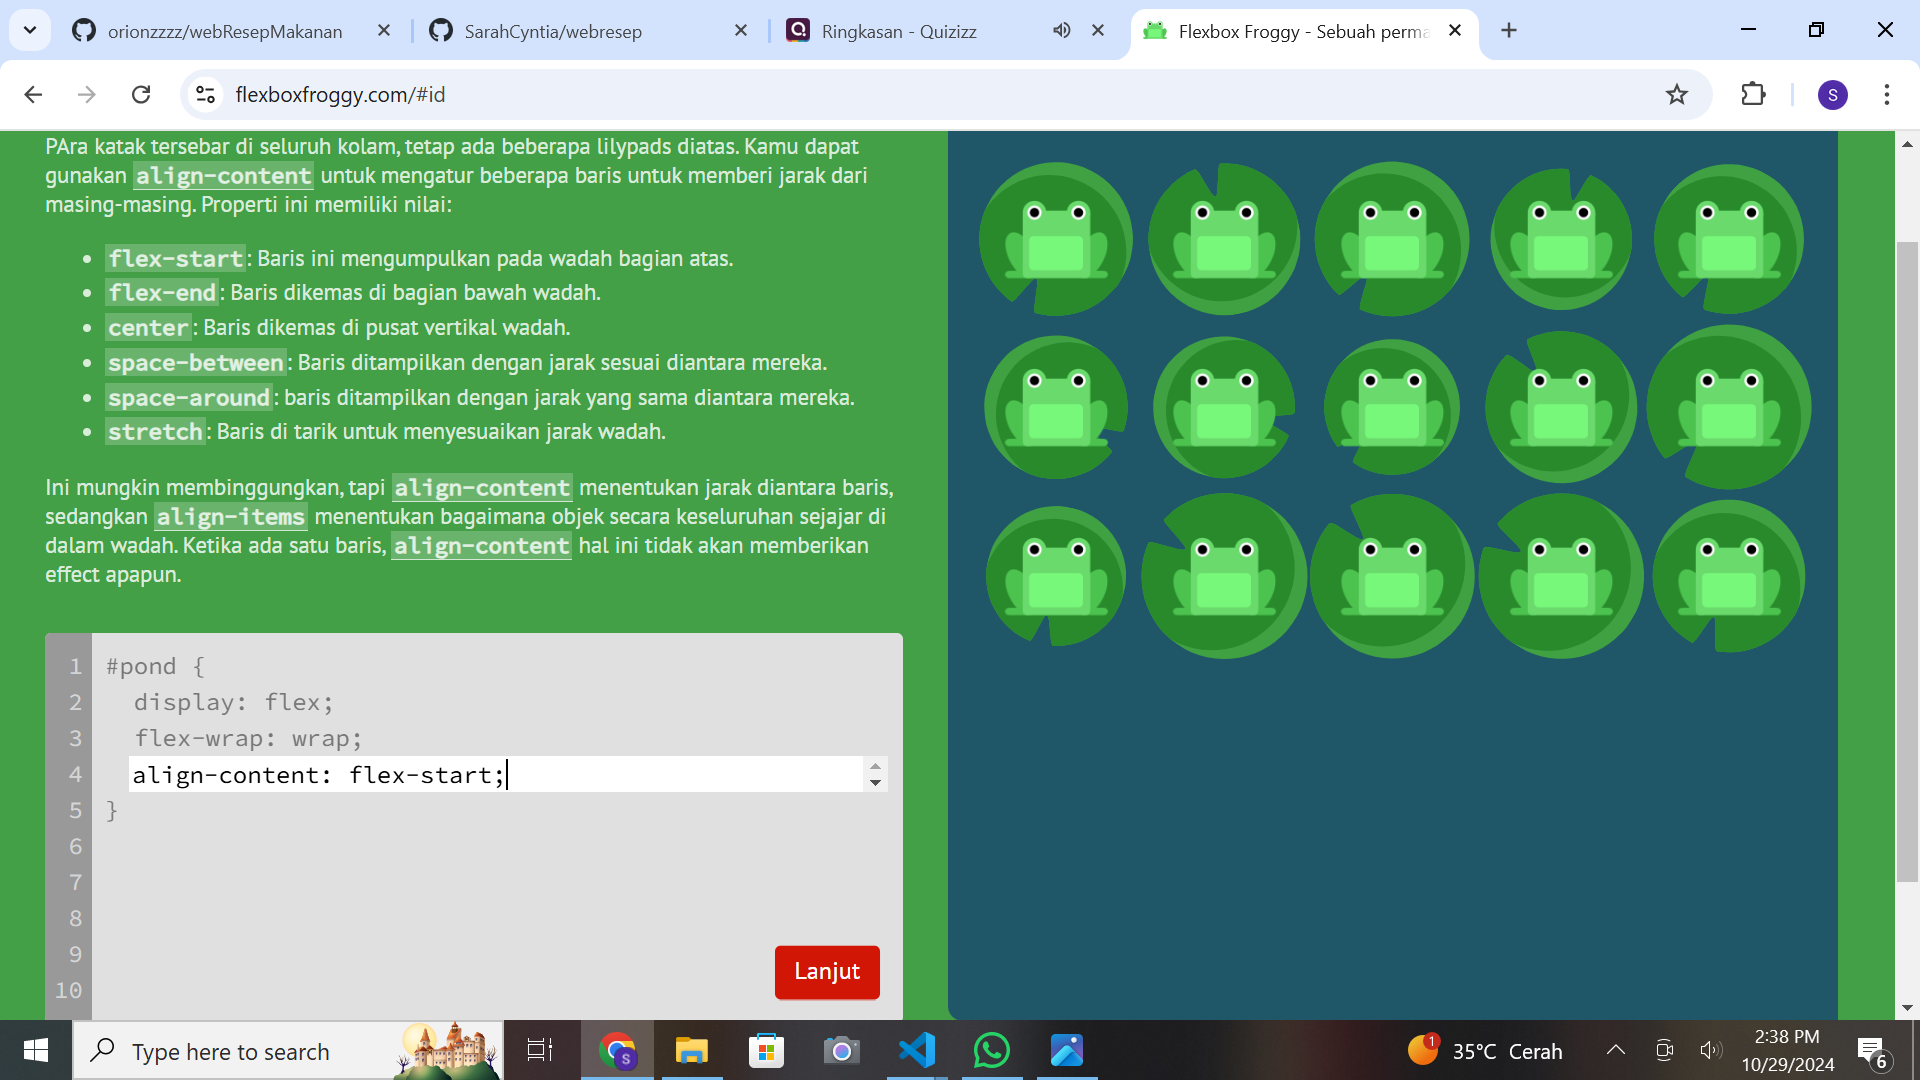 orionzzzz/webResepMakanan
SarahCyntia/webresep
Ringkasan - Quizizz
Flexbox Froggy - Sebuah perma
flexboxfroggy.com/#id
S
PAra katak tersebar di seluruh kolam, tetap ada beberapa lilypads diatas. Kamu dapat
gunakan align-content untuk mengatur beberapa baris untuk memberi jarak dari
masing-masing. Properti ini memiliki nilai:
flex-start: Baris ini mengumpulkan pada wadah bagian atas.
flex-end: Baris dikemas di bagian bawah wadah.
center: Baris dikemas di pusat vertikal wadah.
space-between: Baris ditampilkan dengan jarak sesuai diantara mereka.
space-around: baris ditampilkan dengan jarak yang sama diantara mereka.
stretch: Baris di tarik untuk menyesuaikan jarak wadah.
Ini mungkin membinggungkan, tapi align-content menentukan jarak diantara baris,
sedangkan align-items menentukan bagaimana objek secara keseluruhan sejajar di
dalam wadah. Ketika ada satu baris, align-content hal ini tidak akan memberikan
effect apapun.
1 #pond {
2 display: flex;
3 flex-wrap: wrap;
4 align-content: flex-start;
5 }
6
7
8
9
10
Lanjut
Type here to search
S
1
35°C Cerah
2:38 PM
10/29/2024
6